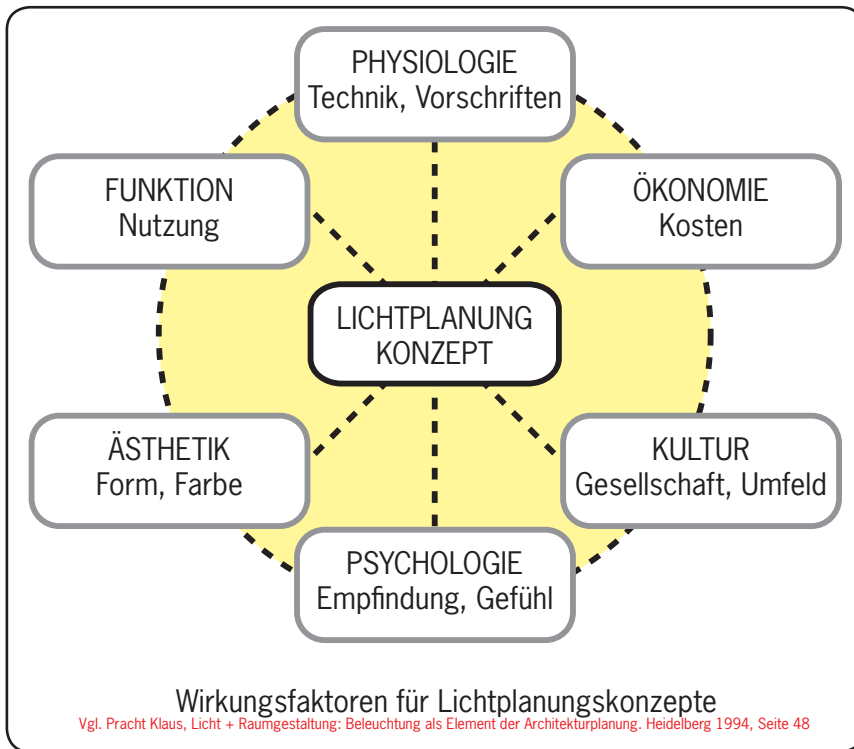 PHYSIOLOGIE
Technik, Vorschriften
FUNKTION
Nutzung
ÖKONOMIE
Kosten
LICHTPLANUNG
KONZEPT
ÄSTHETIK
Form, Farbe
KULTUR
Gesellschaft, Umfeld
PSYCHOLOGIE
Empfindung, Gefühl
Wirkungsfaktoren für Lichtplanungskonzepte
Vgl. Pracht Klaus, Licht + Raumgestaltung: Beleuchtung als Element der Architekturplanung. Heidelberg 1994, Seite 48